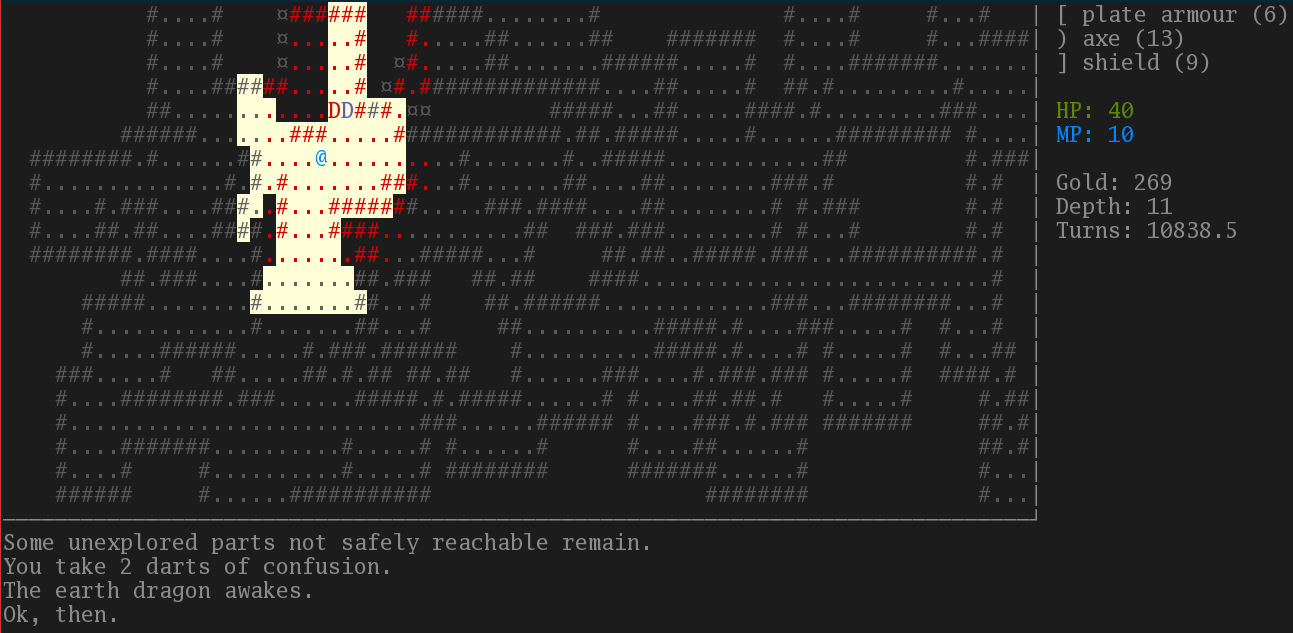 [ plate armour (6)
) axe (13)
] shield (9)
HP: 40
MP: 10
Gold: 269
Depth: 11
Turns: 10838.5
Some unexplored parts not safely reachable remain.
You take 2 darts of confusion.
The earth dragon awakes.
Ok, then.